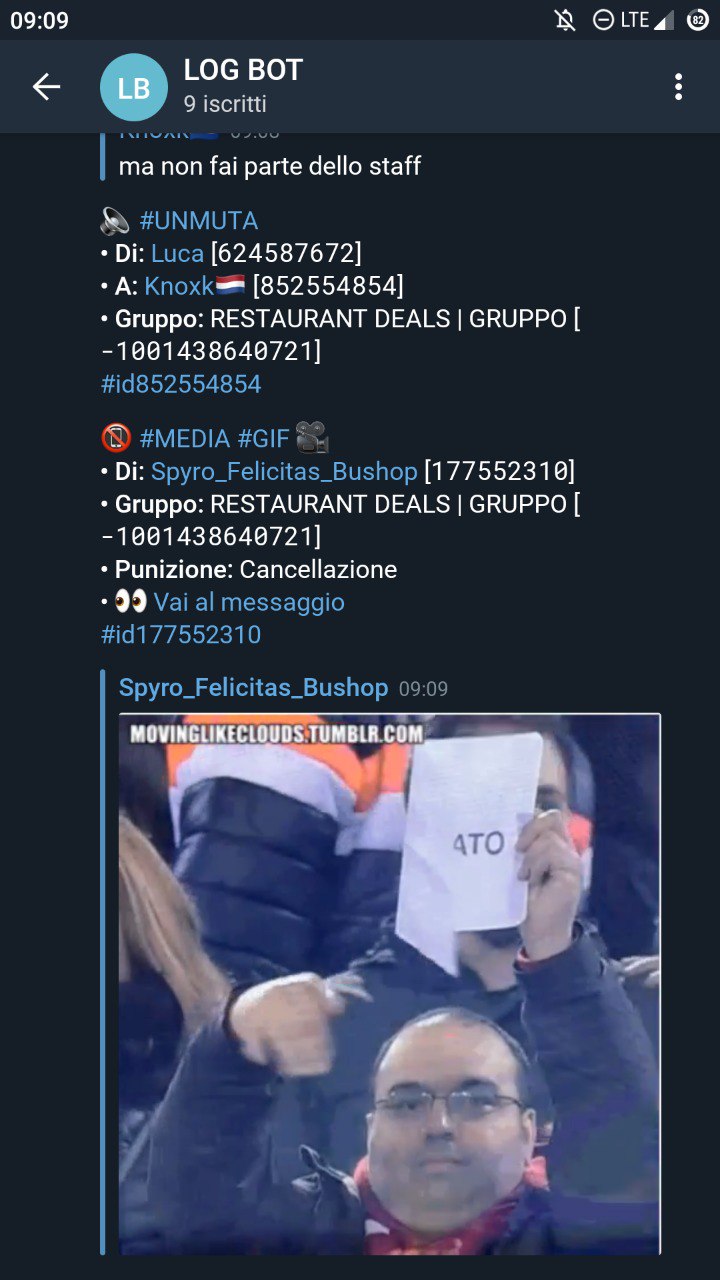 09:09
LTE
82
LB
LOG BOT
9 iscritti
Knoxk 09:08
ma non fai parte dello staff
#UNMUTA
• Di: Luca [624587672]
• A: Knoxk🇳🇱 [852554854]
• Gruppo: RESTAURANT DEALS | GRUPPO [
-1001438640721]
#id852554854
#MEDIA #GIF
• Di: Spyro_Felicitas_Bushop [177552310]
• Gruppo: RESTAURANT DEALS | GRUPPO [
-1001438640721]
• Punizione: Cancellazione
• 👀 Vai al messaggio
#id177552310
Spyro_Felicitas_Bushop 09:09
MOVINGLIKECLOUDS.TUMBLR.COM
ATO